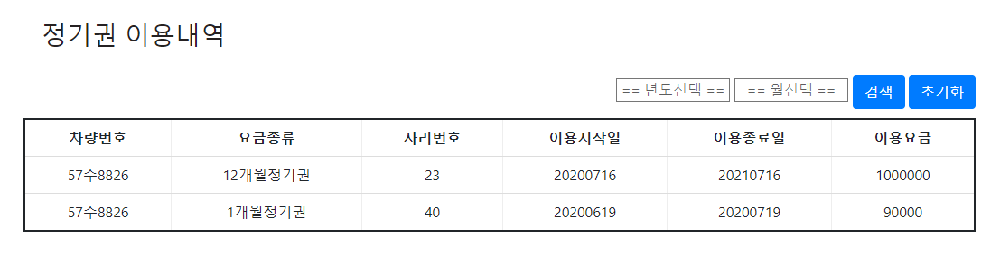 정기권 이용내역
== 년도선택 == == 월선택 == 검색 초기화
차량번호 요금종류 자리번호 이용시작일 이용종료일 이용요금
57수8826 12개월정기권 23 20200716 20210716 1000000
57수8826 1개월정기권 40 20200619 20200719 90000